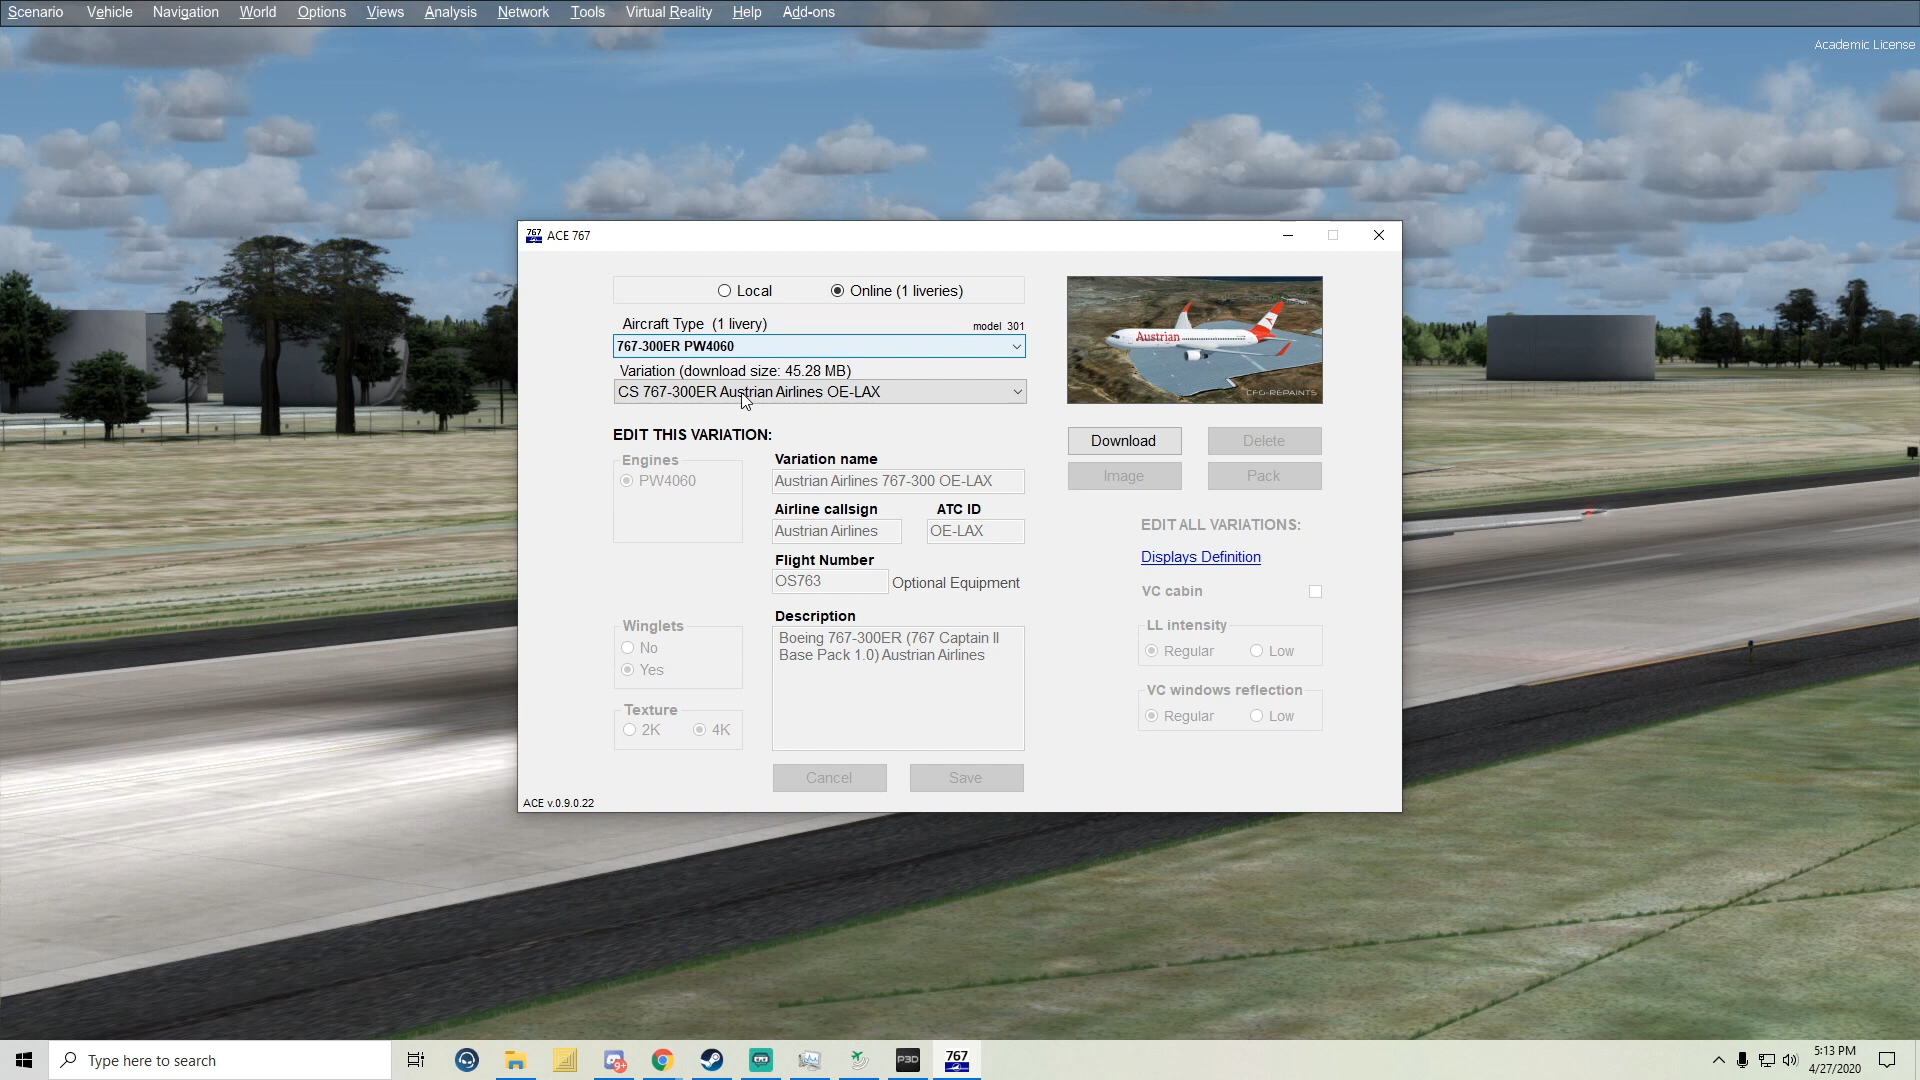 Scenario Vehicle Navigation World Options Views Analysis Network Tools Virtual Reality Help Add-ons
Academic License
767 ACE 767
Local Online (1 liveries)
Aircraft Type (1 livery) model 301
767-300ER PW4060
Variation (download size: 45.28 MB)
CS 767-300ER Austrian Airlines OE-LAX
Austrian
CFG-REPAINTS
EDIT THIS VARIATION:
Engines
PW4060
Variation name
Austrian Airlines 767-300 OE-LAX
Airline callsign ATC ID
Austrian Airlines OE-LAX
Flight Number
OS763 Optional Equipment
Description
Boeing 767-300ER (767 Captain II
Base Pack 1.0) Austrian Airlines
Winglets
No
Yes
Texture
2K 4K
Cancel Save
Download Delete
Image Pack
EDIT ALL VARIATIONS:
Displays Definition
VC cabin
LL intensity
Regular Low
VC windows reflection
Regular Low
ACE v.0.9.0.22
Type here to search
9+
P3D
767
5:13 PM
4/27/2020